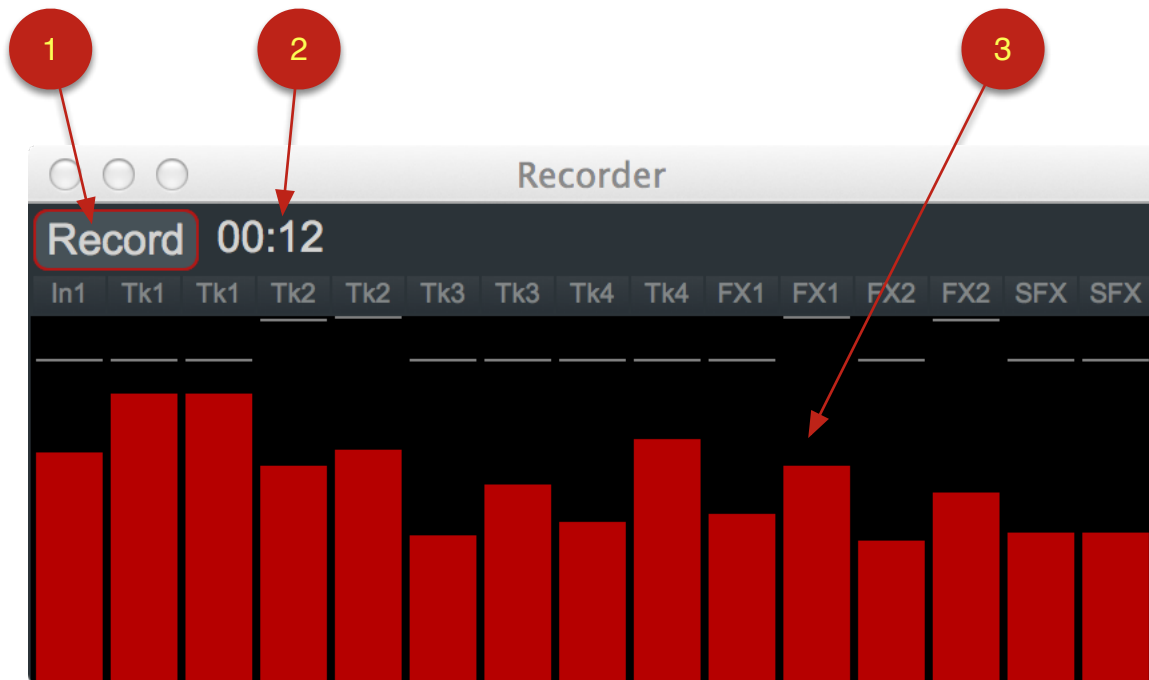 1 2 3
Recorder
Record 00:12
In1 Tk1 Tk1 Tk2 Tk2 Tk3 Tk3 Tk4 Tk4 FX1 FX1 FX2 FX2 SFX SFX